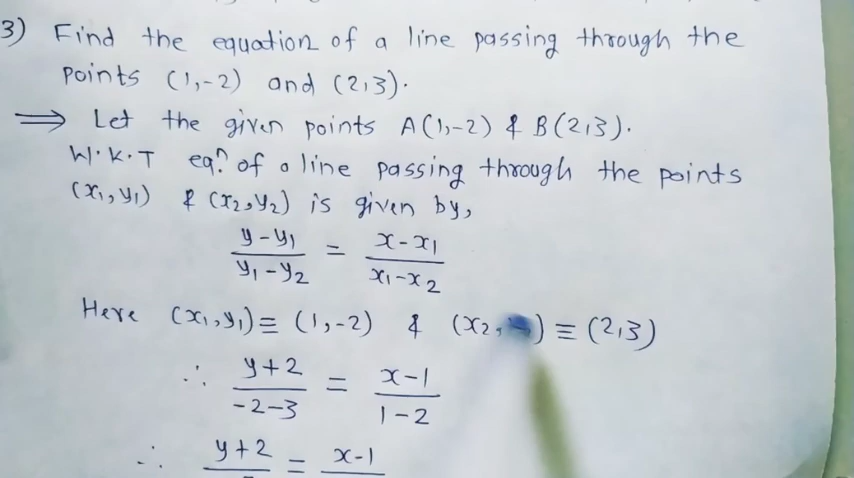 3) Find the equation of a line passing through the
points (1,-2) and (2,3).
⇒ Let the given points A(1,-2) & B(2,3).
W.K.T eqn. of a line passing through the points
(x₁,y₁) & (x₂,y₂) is given by,
y-y₁ / y₁-y₂ = x-x₁ / x₁-x₂
Here (x₁,y₁) ≡ (1,-2) & (x₂, ) ≡ (2,3)
∴ y+2 / -2-3 = x-1 / 1-2
∴ y+2 = x-1